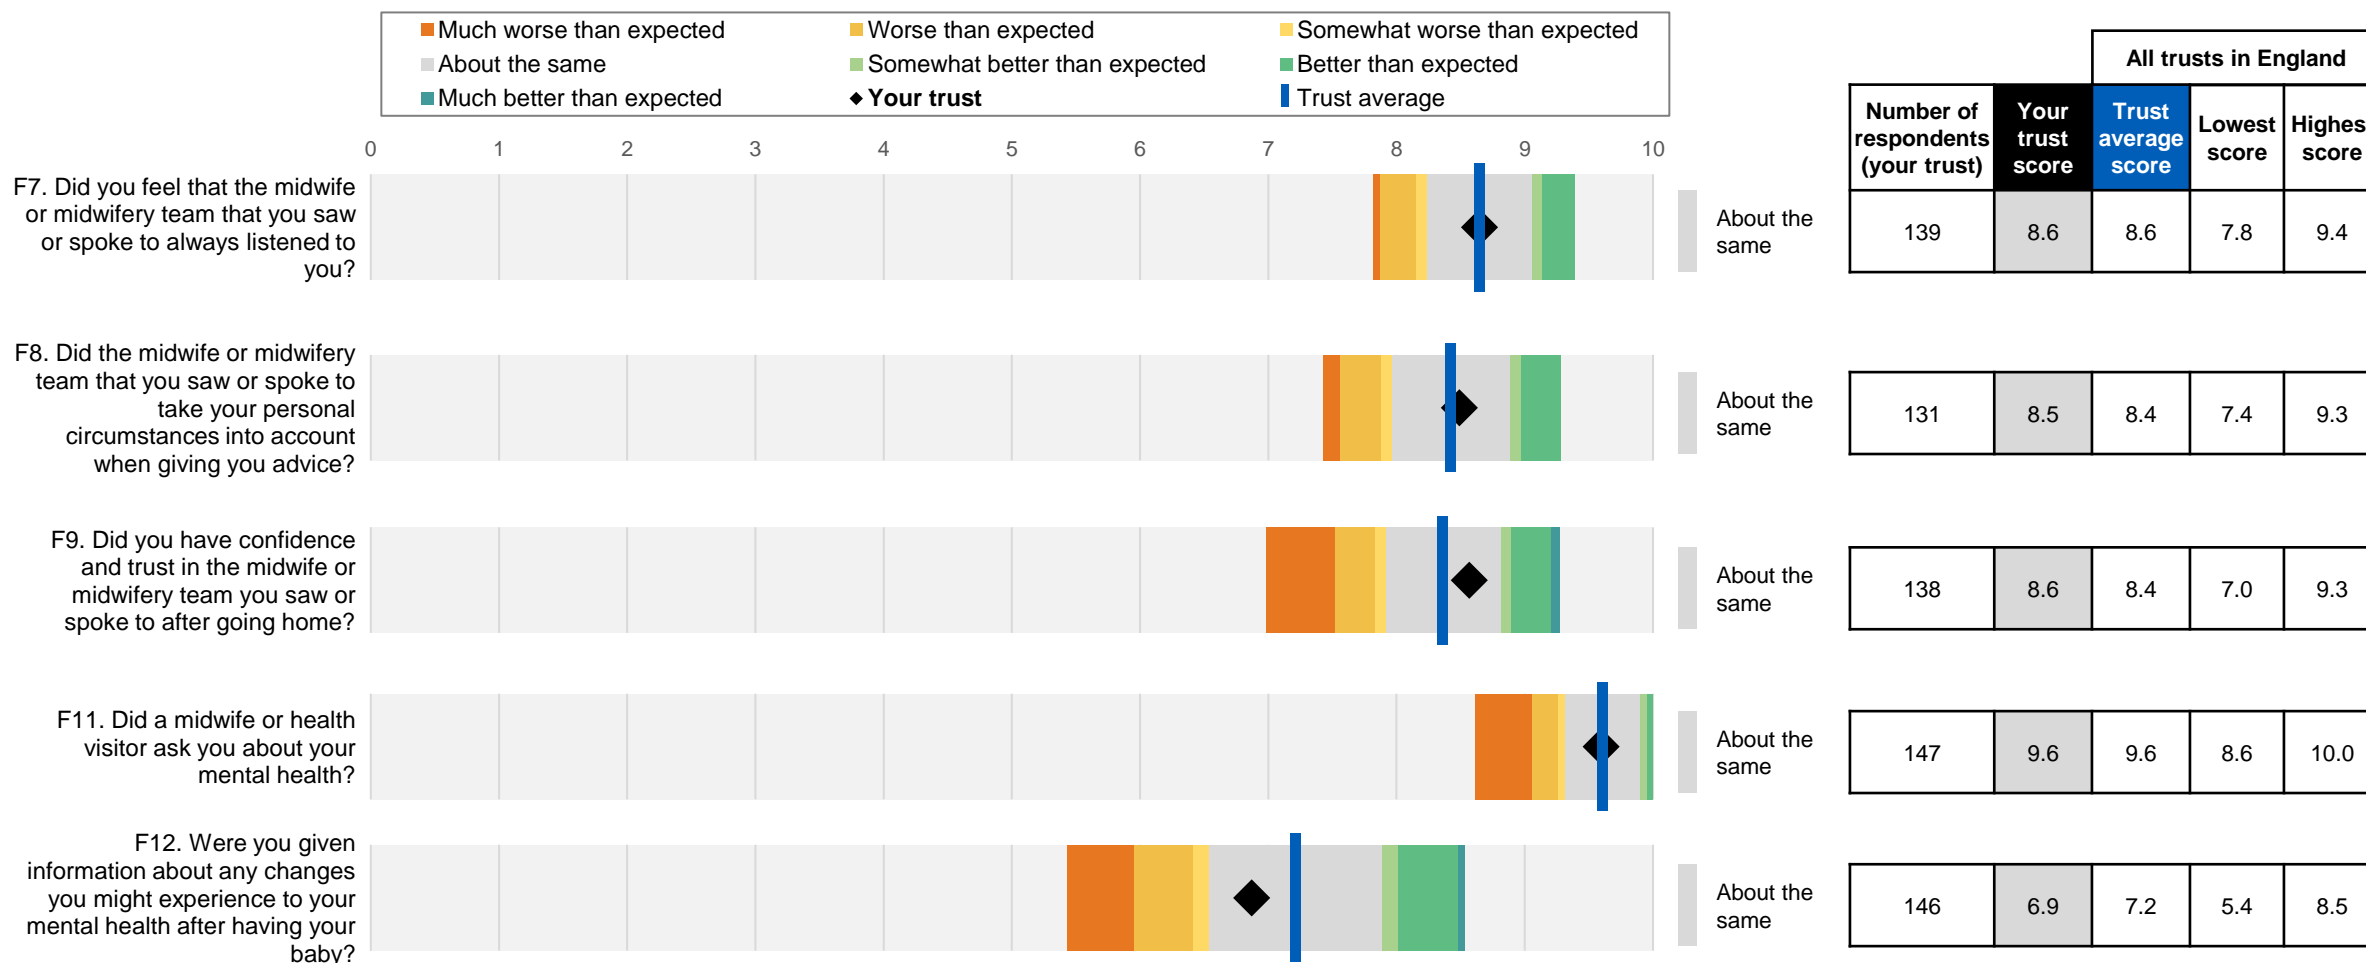 Much worse than expected
Worse than expected
Somewhat worse than expected
About the same
Somewhat better than expected
Better than expected
Much better than expected
Your trust
Trust average
All trusts in England
Number of
respondents
(your trust)
Your
trust
score
Trust
average
score
Lowest
score
Highes
score
0 1 2 3 4 5 6 7 8 9 10
F7. Did you feel that the midwife
or midwifery team that you saw
or spoke to always listened to
you?
About the
same
139 8.6 8.6 7.8 9.4
F8. Did the midwife or midwifery
team that you saw or spoke to
take your personal
circumstances into account
when giving you advice?
About the
same
131 8.5 8.4 7.4 9.3
F9. Did you have confidence
and trust in the midwife or
midwifery team you saw or
spoke to after going home?
About the
same
138 8.6 8.4 7.0 9.3
F11. Did a midwife or health
visitor ask you about your
mental health?
About the
same
147 9.6 9.6 8.6 10.0
F12. Were you given
information about any changes
you might experience to your
mental health after having your
baby?
About the
same
146 6.9 7.2 5.4 8.5